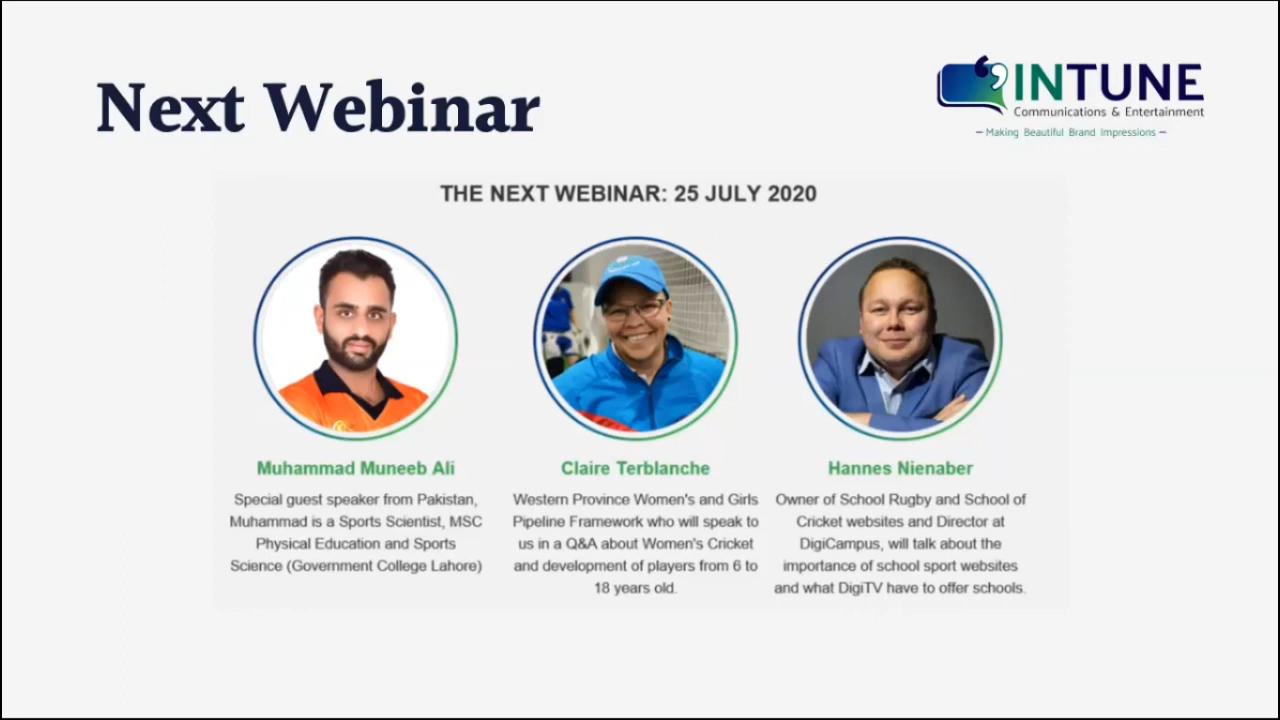 Next Webinar
INTUNE
Communications & Entertainment
– Making Beautiful Brand Impressions –
THE NEXT WEBINAR: 25 JULY 2020
Muhammad Muneeb Ali
Special guest speaker from Pakistan,
Muhammad is a Sports Scientist, MSC
Physical Education and Sports
Science (Government College Lahore)
Claire Terblanche
Western Province Women's and Girls
Pipeline Framework who will speak to
us in a Q&A about Women's Cricket
and development of players from 6 to
18 years old.
Hannes Nienaber
Owner of School Rugby and School of
Cricket websites and Director at
DigiCampus, will talk about the
importance of school sport websites
and what DigiTV have to offer schools.